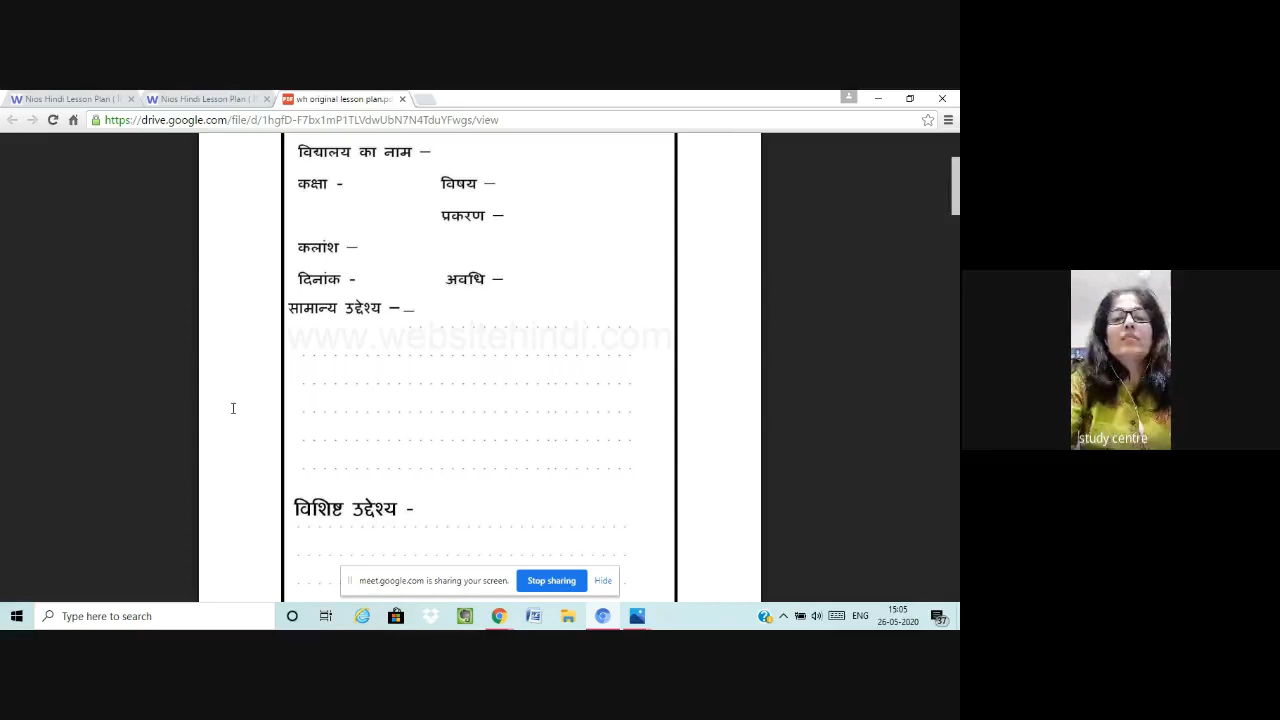 Nios Hindi Lesson Plan (
Nios Hindi Lesson Plan (
wh original lesson plan.pd
https://drive.google.com/file/d/1hgfD-F7bx1mP1TLVdwUbN7N4TduYFwgs/view
विद्यालय का नाम –
कक्षा - विषय –
प्रकरण –
कलांश –
दिनांक - अवधि –
सामान्य उद्देश्य – –
www.websitehindi.com
विशिष्ट उद्देश्य -
meet.google.com is sharing your screen. Stop sharing Hide
study centre
Type here to search
ENG
15:05
26-05-2020
37